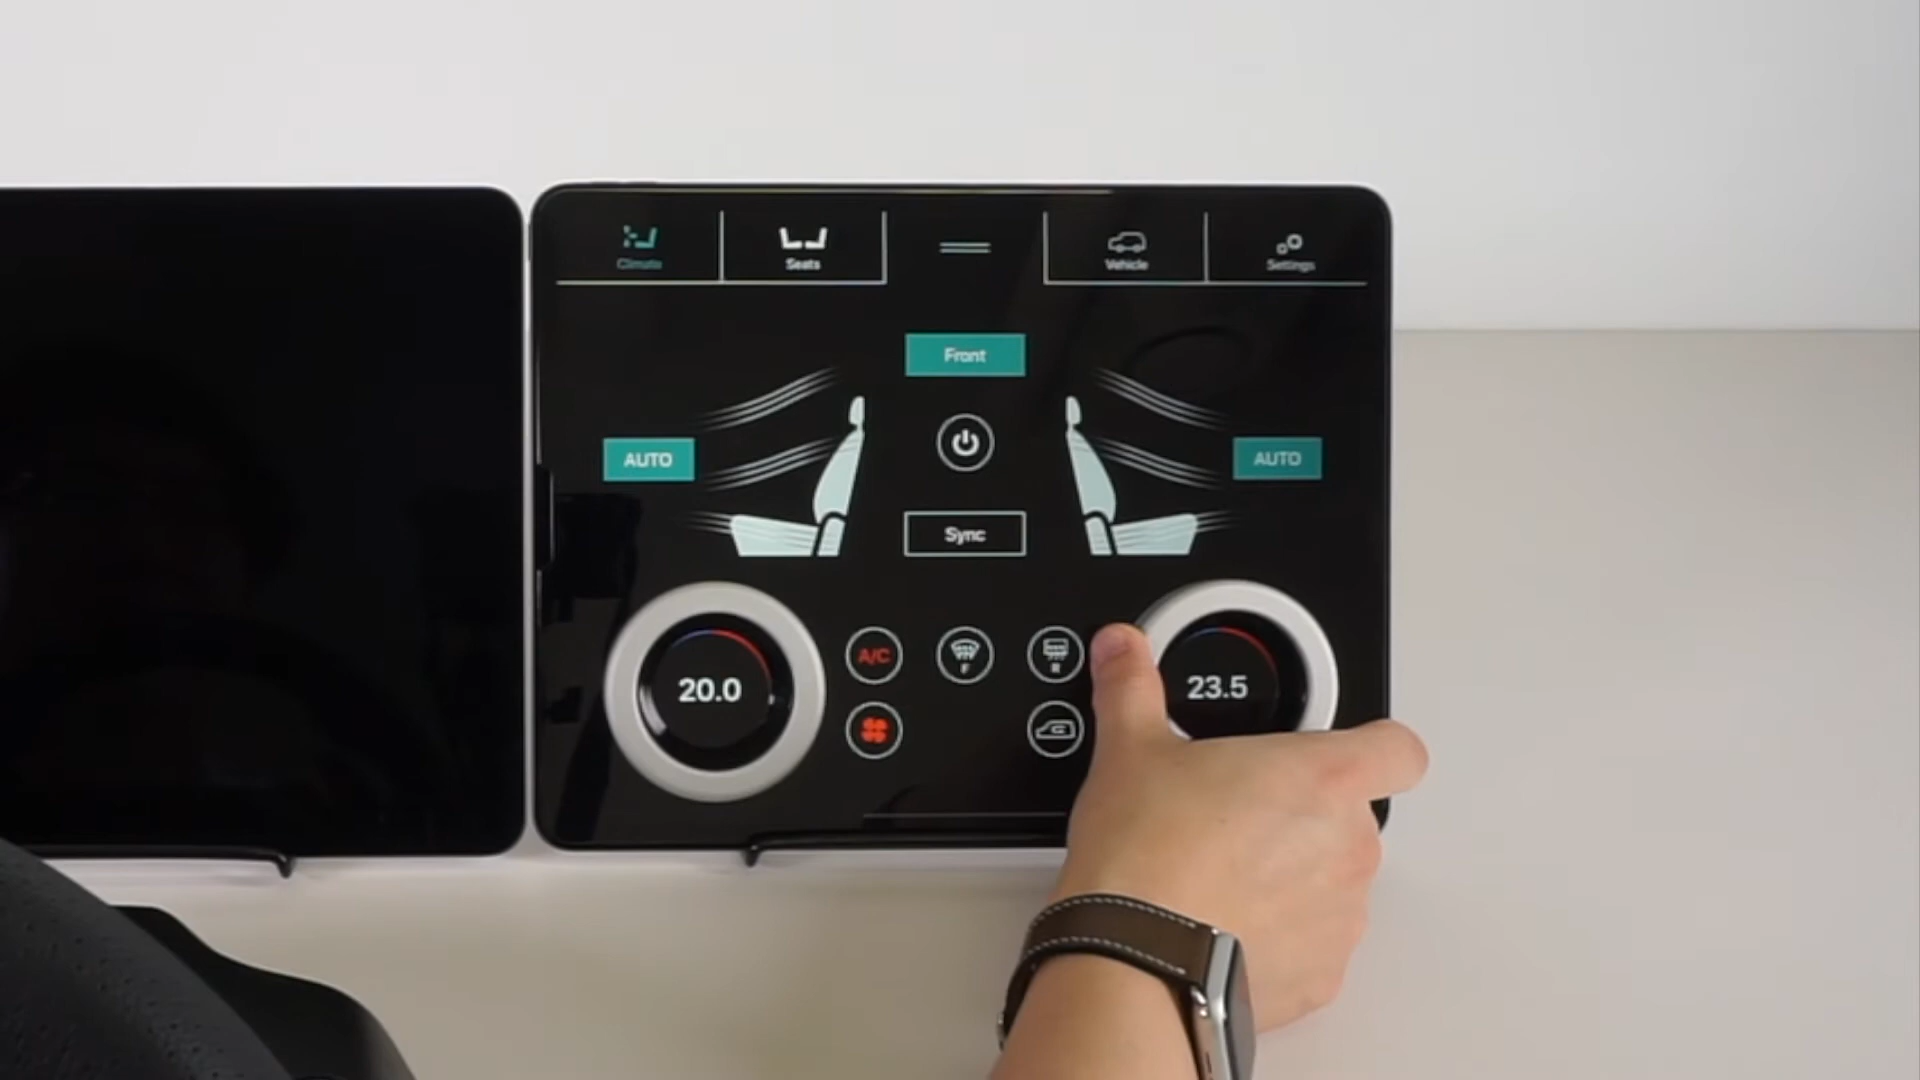 Climate
Seats
Vehicle
Settings
Front
AUTO
AUTO
Sync
20.0
A/C
F
R
23.5